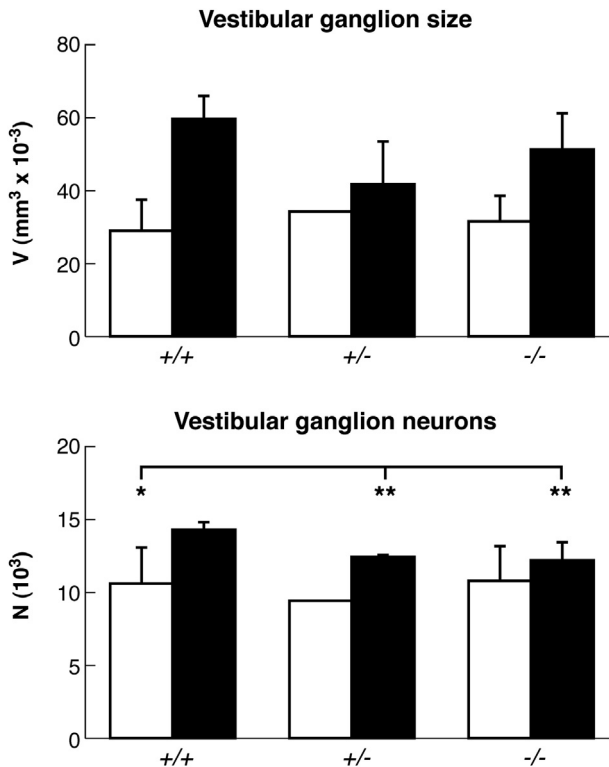 Vestibular ganglion size
V (mm³ x 10⁻³)
80
60
40
20
0
+/+ +/- -/-
Vestibular ganglion neurons
N (10³)
20
15
10
5
0
* ** **
+/+ +/- -/-